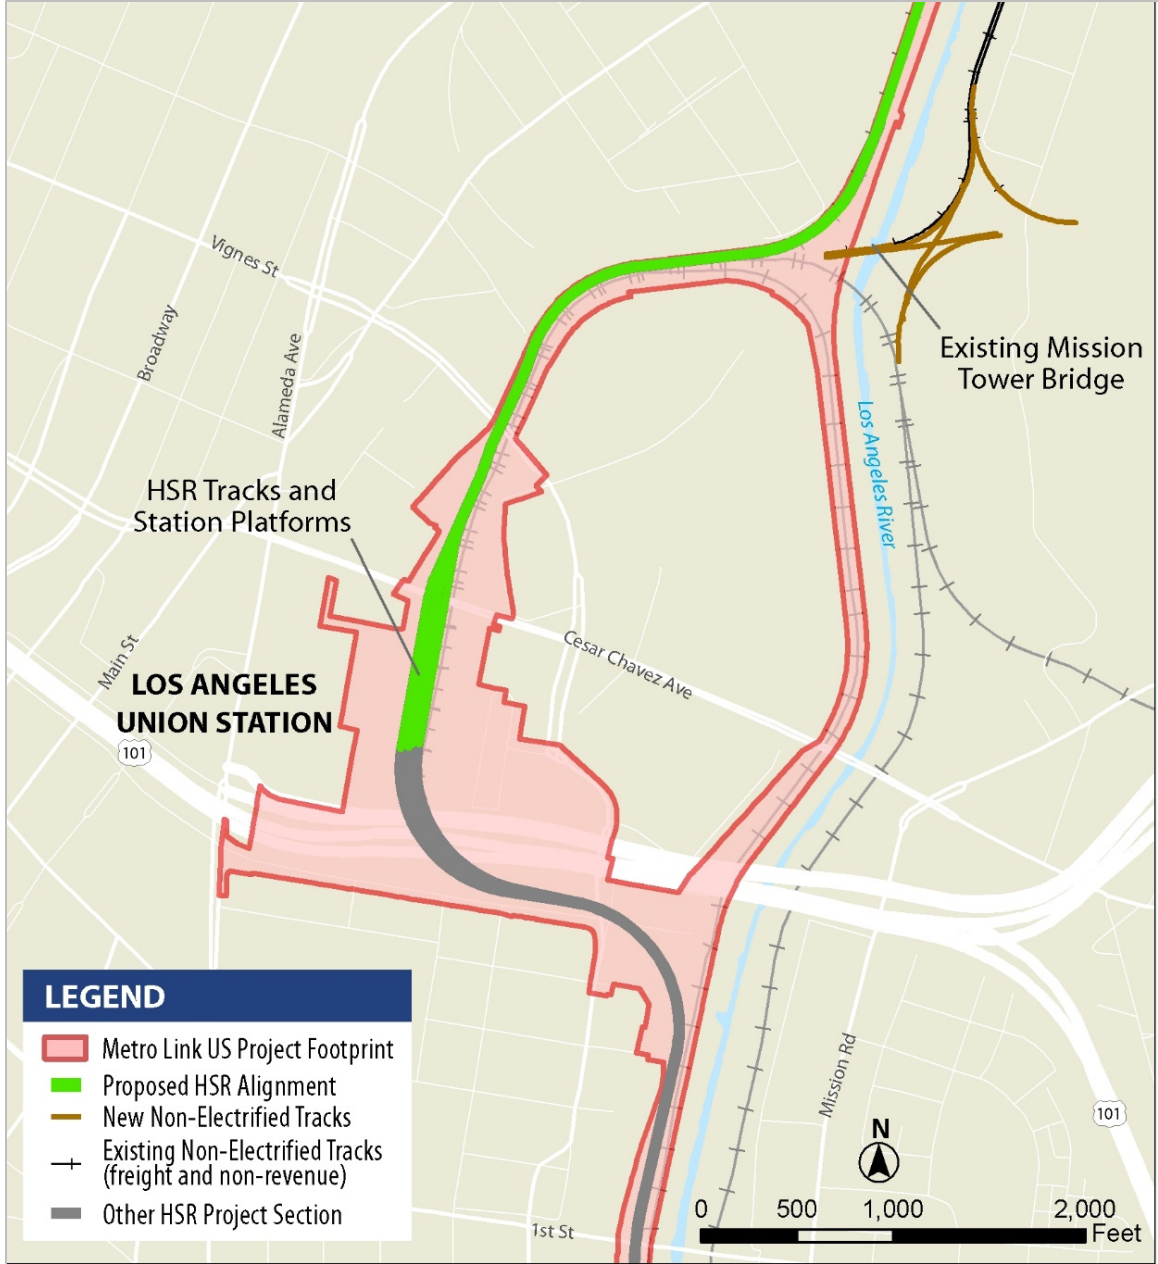 Vignes St
Broadway
Alameda Ave
Existing Mission
Tower Bridge
Los Angeles River
HSR Tracks and
Station Platforms
Cesar Chavez Ave
Main St
LOS ANGELES
UNION STATION
101
LEGEND
Metro Link US Project Footprint
Proposed HSR Alignment
New Non-Electrified Tracks
Existing Non-Electrified Tracks
(freight and non-revenue)
Other HSR Project Section
Mission Rd
101
N
0 500 1,000 2,000
Feet
1st St